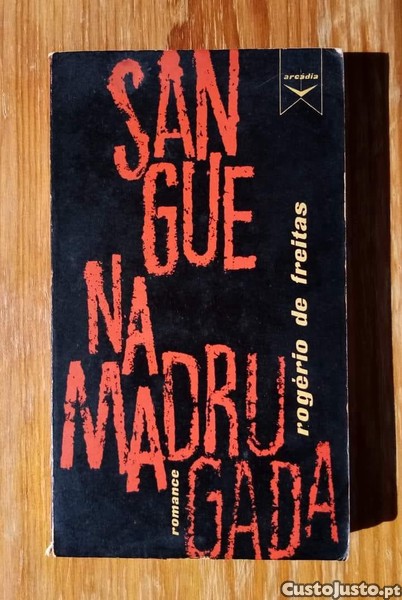 arcádia
SAN
GUE
NA
MADRU
GADA
rogério de freitas
romance
CustoJusto.pt